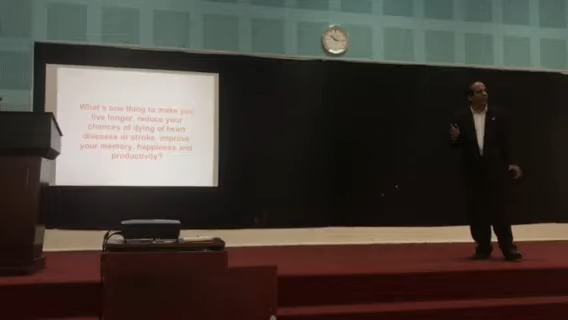 What's one thing to make you
live longer, reduce your
chances of dying of heart
diseases or stroke, improve
your memory, happiness and
productivity?